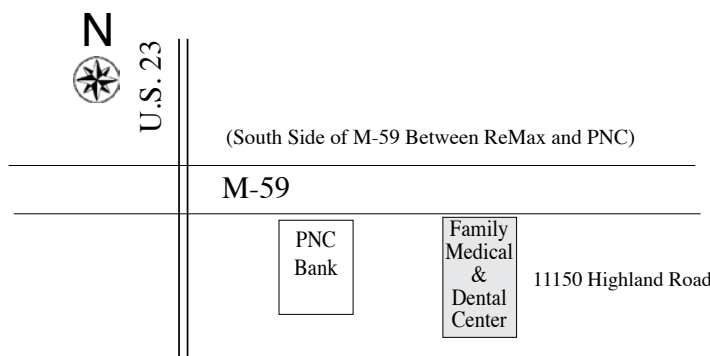 N
U.S. 23
(South Side of M-59 Between ReMax and PNC)
M-59
PNC
Bank
Family
Medical
&
Dental
Center
11150 Highland Road